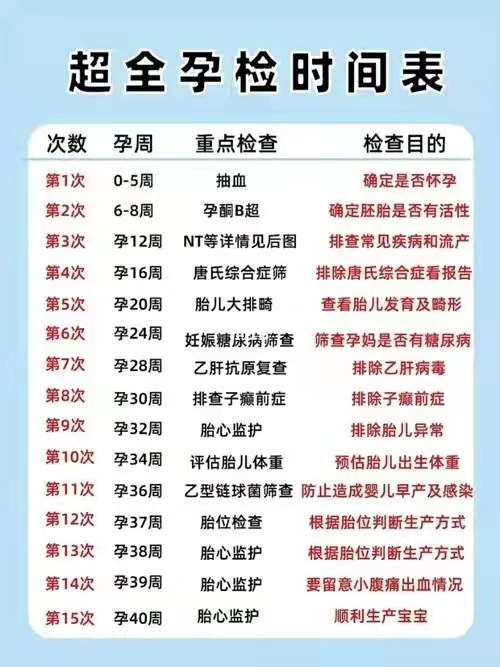 超全孕检时间表
次数 孕周 重点检查 检查目的
第1次 0-5周 抽血 确定是否怀孕
第2次 6-8周 孕酮B超 确定胚胎是否有活性
第3次 孕12周 NT等详情见后图 排查常见疾病和流产
第4次 孕16周 唐氏综合症筛 排除唐氏综合症看报告
第5次 孕20周 胎儿大排畸 查看胎儿发育及畸形
第6次 孕24周 妊娠糖尿病筛查 筛查孕妈是否有糖尿病
第7次 孕28周 乙肝抗原复查 排除乙肝病毒
第8次 孕30周 排查子癫前症 排除子癫前症
第9次 孕32周 胎心监护 排除胎儿异常
第10次 孕34周 评估胎儿体重 预估胎儿出生体重
第11次 孕36周 乙型链球菌筛查 防止造成婴儿早产及感染
第12次 孕37周 胎位检查 根据胎位判断生产方式
第13次 孕38周 胎心监护 根据胎位判断生产方式
第14次 孕39周 胎心监护 要留意小腹痛出血情况
第15次 孕40周 胎心监护 顺利生产宝宝